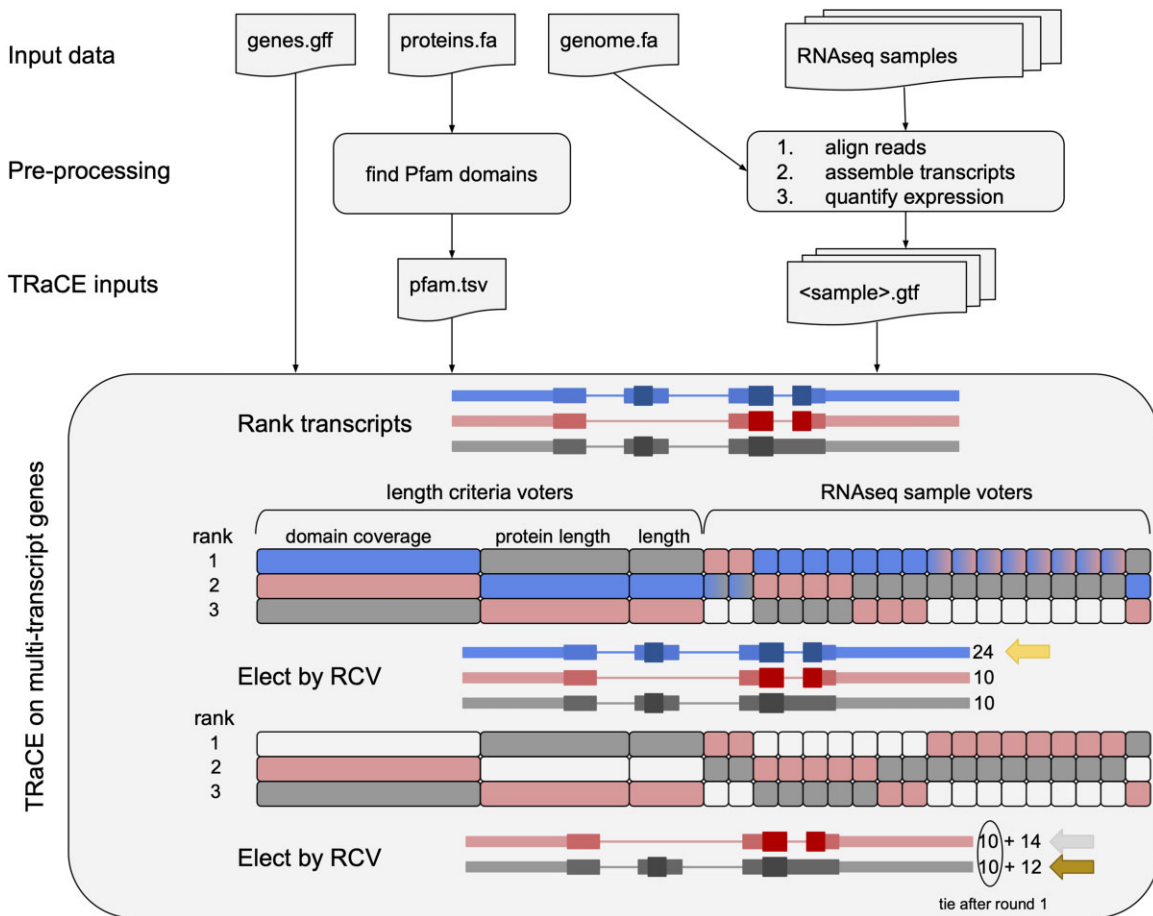 Input data
genes.gff
proteins.fa
genome.fa
RNAseq samples
Pre-processing
find Pfam domains
1. align reads
2. assemble transcripts
3. quantify expression
TRaCE inputs
pfam.tsv
<sample>.gtf
TRaCE on multi-transcript genes
Rank transcripts
length criteria voters
RNAseq sample voters
rank
domain coverage
protein length
length
1
2
3
Elect by RCV
24
10
10
rank
1
2
3
Elect by RCV
10 + 14
10 + 12
tie after round 1